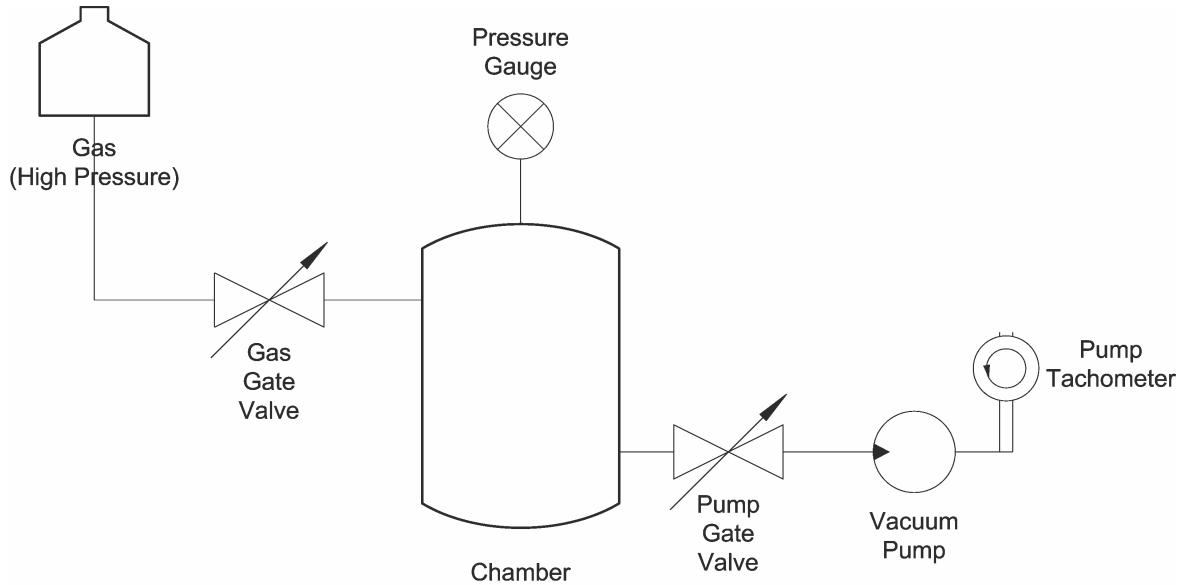 Pressure
Gauge
Gas
(High Pressure)
Gas
Gate
Valve
Pump
Tachometer
Pump
Gate
Valve
Vacuum
Pump
Chamber